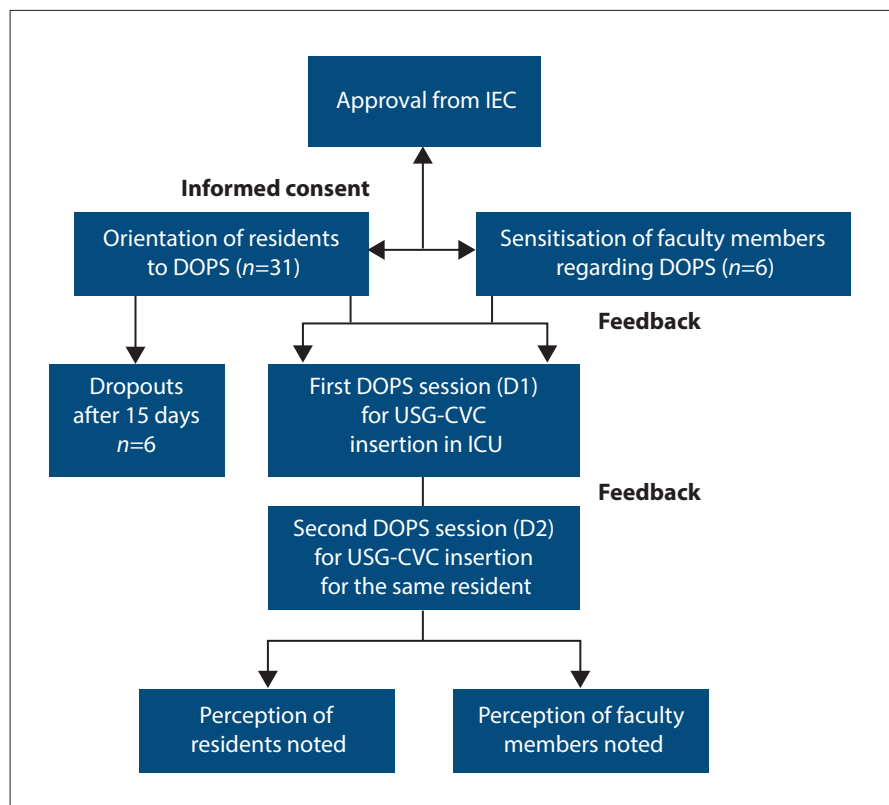 Approval from IEC
Informed consent
Orientation of residents
to DOPS (n=31)
Sensitisation of faculty members
regarding DOPS (n=6)
Feedback
Dropouts
after 15 days
n=6
First DOPS session (D1)
for USG-CVC
insertion in ICU
Feedback
Second DOPS session (D2)
for USG-CVC insertion
for the same resident
Perception of
residents noted
Perception of faculty
members noted